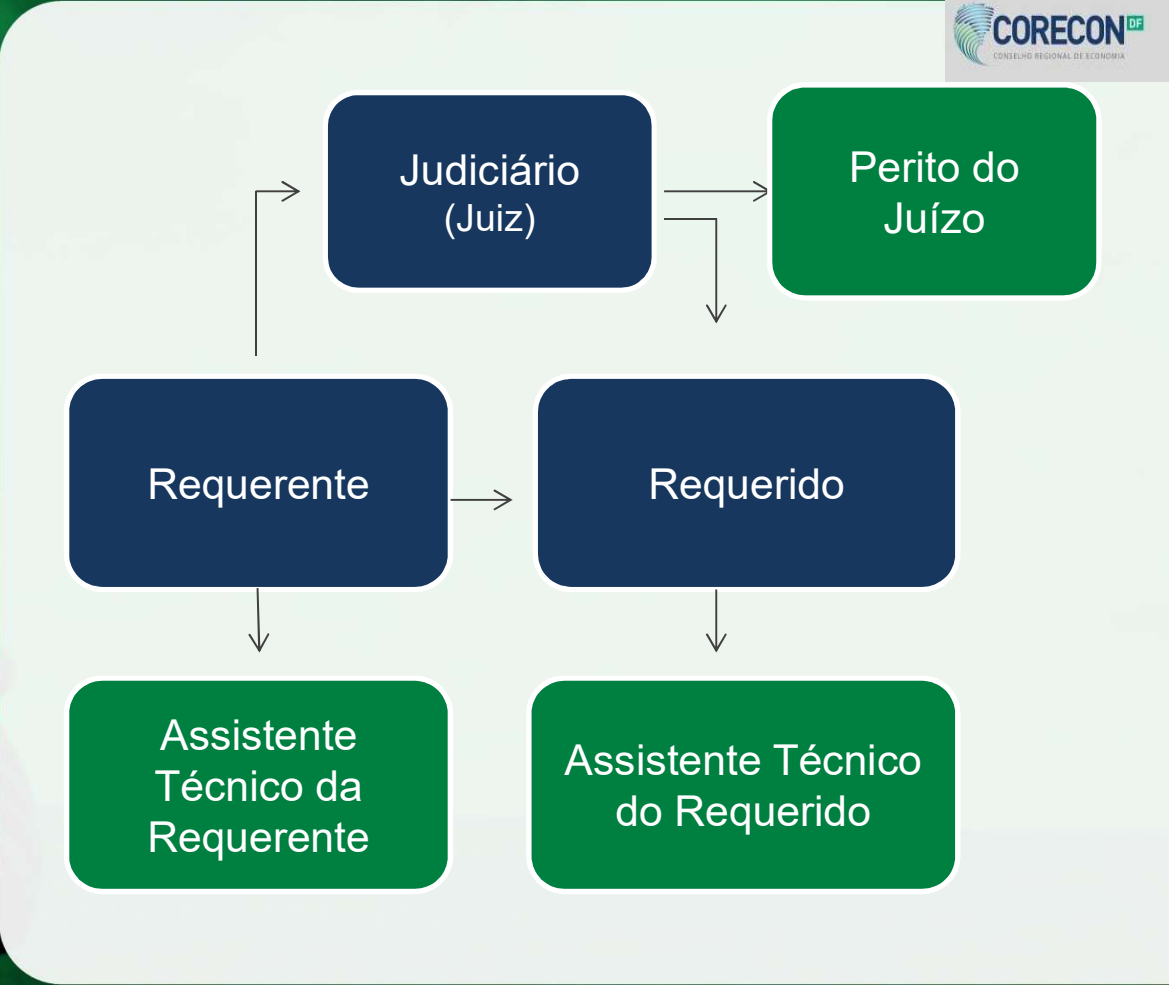 CORECON DF
CONSELHO REGIONAL DE ECONOMIA
Judiciário
(Juiz)
Perito do
Juízo
Requerente
Requerido
Assistente
Técnico da
Requerente
Assistente Técnico
do Requerido